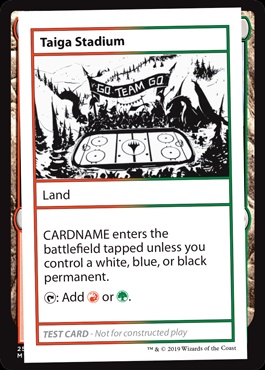 Taiga Stadium
GO TEAM GO
Land
CARDNAME enters the
battlefield tapped unless you
control a white, blue, or black
permanent.
: Add or .
TEST CARD - Not for constructed play
™ & © 2019 Wizards of the Coast
M